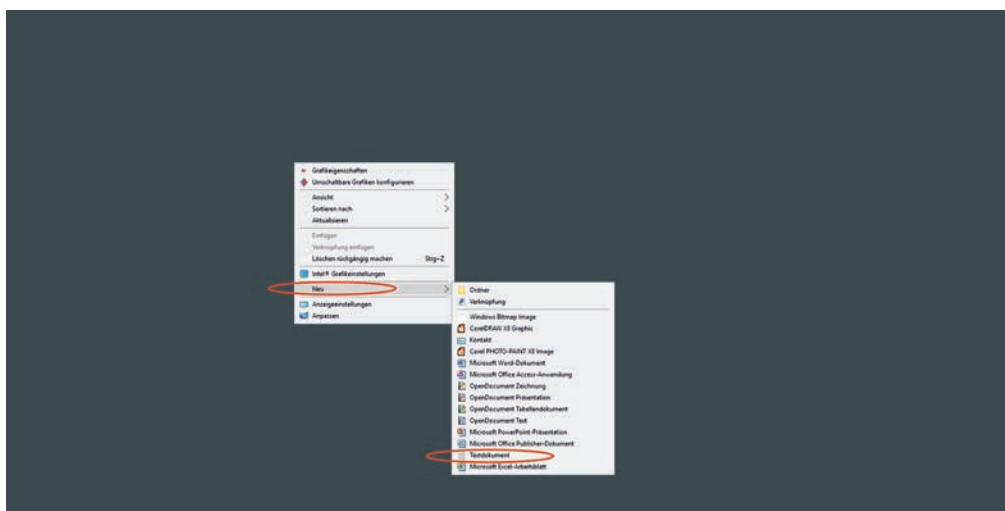 Grafikeigenschaften
Umschaltbare Grafiken konfigurieren
Ansicht
Sortieren nach
Aktualisieren
Einfügen
Verknüpfung einfügen
Löschen rückgängig machen Strg+Z
Intel® Grafikeinstellungen
Neu
Anzeigeeinstellungen
Anpassen
Ordner
Verknüpfung
Windows Bitmap Image
CorelDRAW X8 Graphic
Kontakt
Corel PHOTO-PAINT X8 Image
Microsoft Word-Dokument
Microsoft Office Access-Anwendung
OpenDocument Zeichnung
OpenDocument Präsentation
OpenDocument Tabellendokument
OpenDocument Text
Microsoft PowerPoint-Präsentation
Microsoft Office Publisher-Dokument
Textdokument
Microsoft Excel-Arbeitsblatt